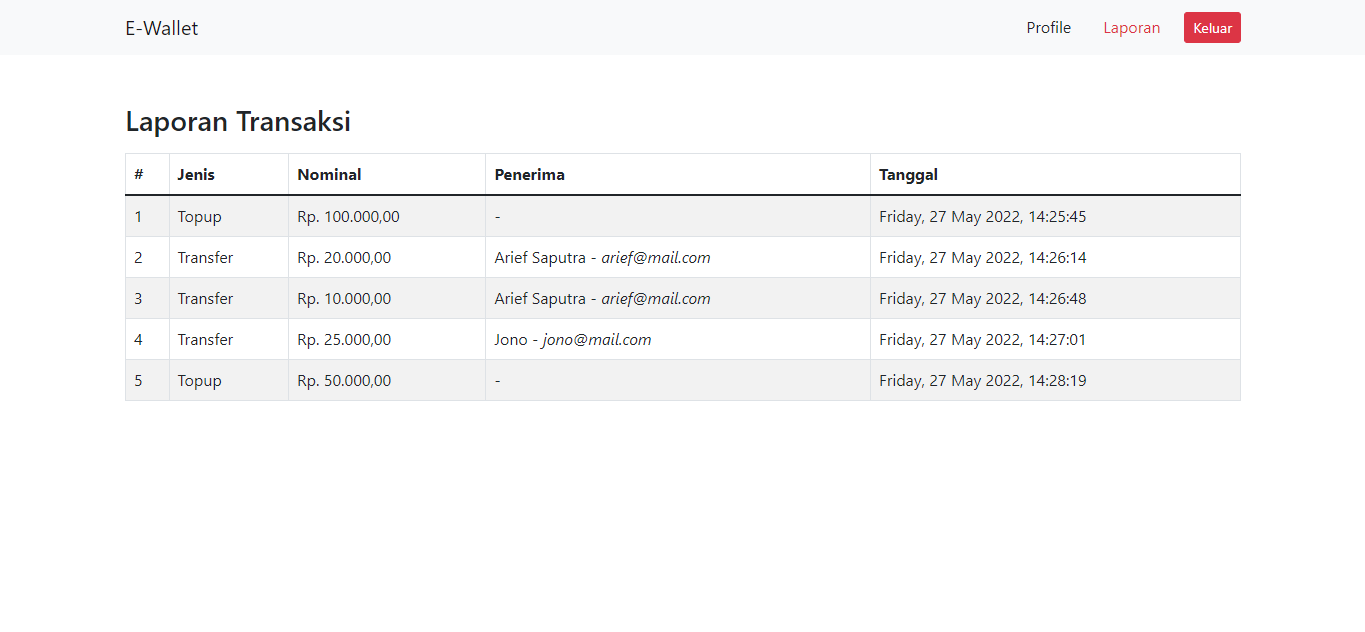 E-Wallet Profile Laporan Keluar
Laporan Transaksi
# Jenis Nominal Penerima Tanggal
1 Topup Rp. 100.000,00 - Friday, 27 May 2022, 14:25:45
2 Transfer Rp. 20.000,00 Arief Saputra - arief@mail.com Friday, 27 May 2022, 14:26:14
3 Transfer Rp. 10.000,00 Arief Saputra - arief@mail.com Friday, 27 May 2022, 14:26:48
4 Transfer Rp. 25.000,00 Jono - jono@mail.com Friday, 27 May 2022, 14:27:01
5 Topup Rp. 50.000,00 - Friday, 27 May 2022, 14:28:19